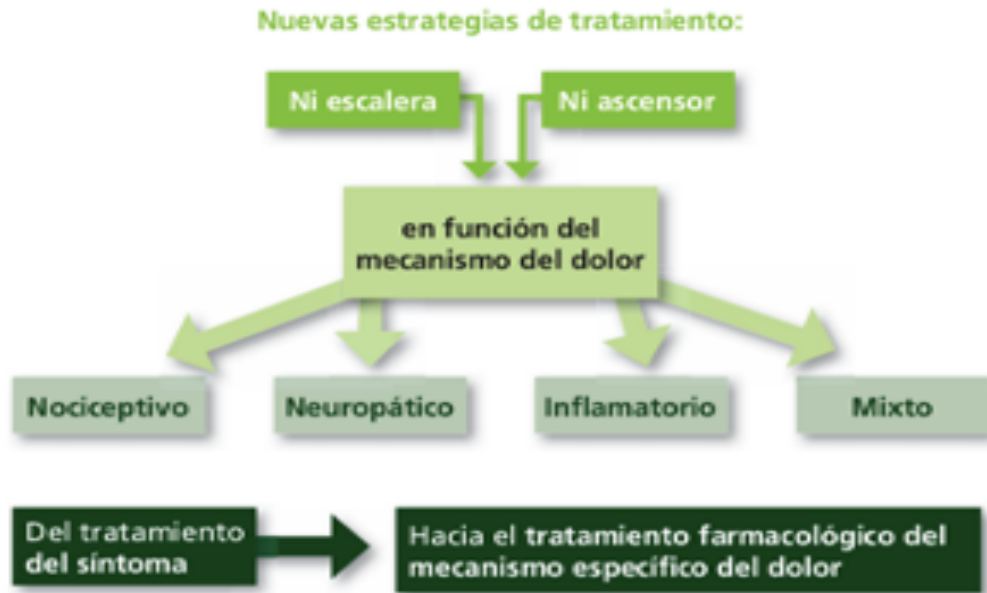 Nuevas estrategias de tratamiento:
Ni escalera
Ni ascensor
en función del
mecanismo del dolor
Nociceptivo
Neuropático
Inflamatorio
Mixto
Del tratamiento
del síntoma
Hacia el tratamiento farmacológico del
mecanismo específico del dolor